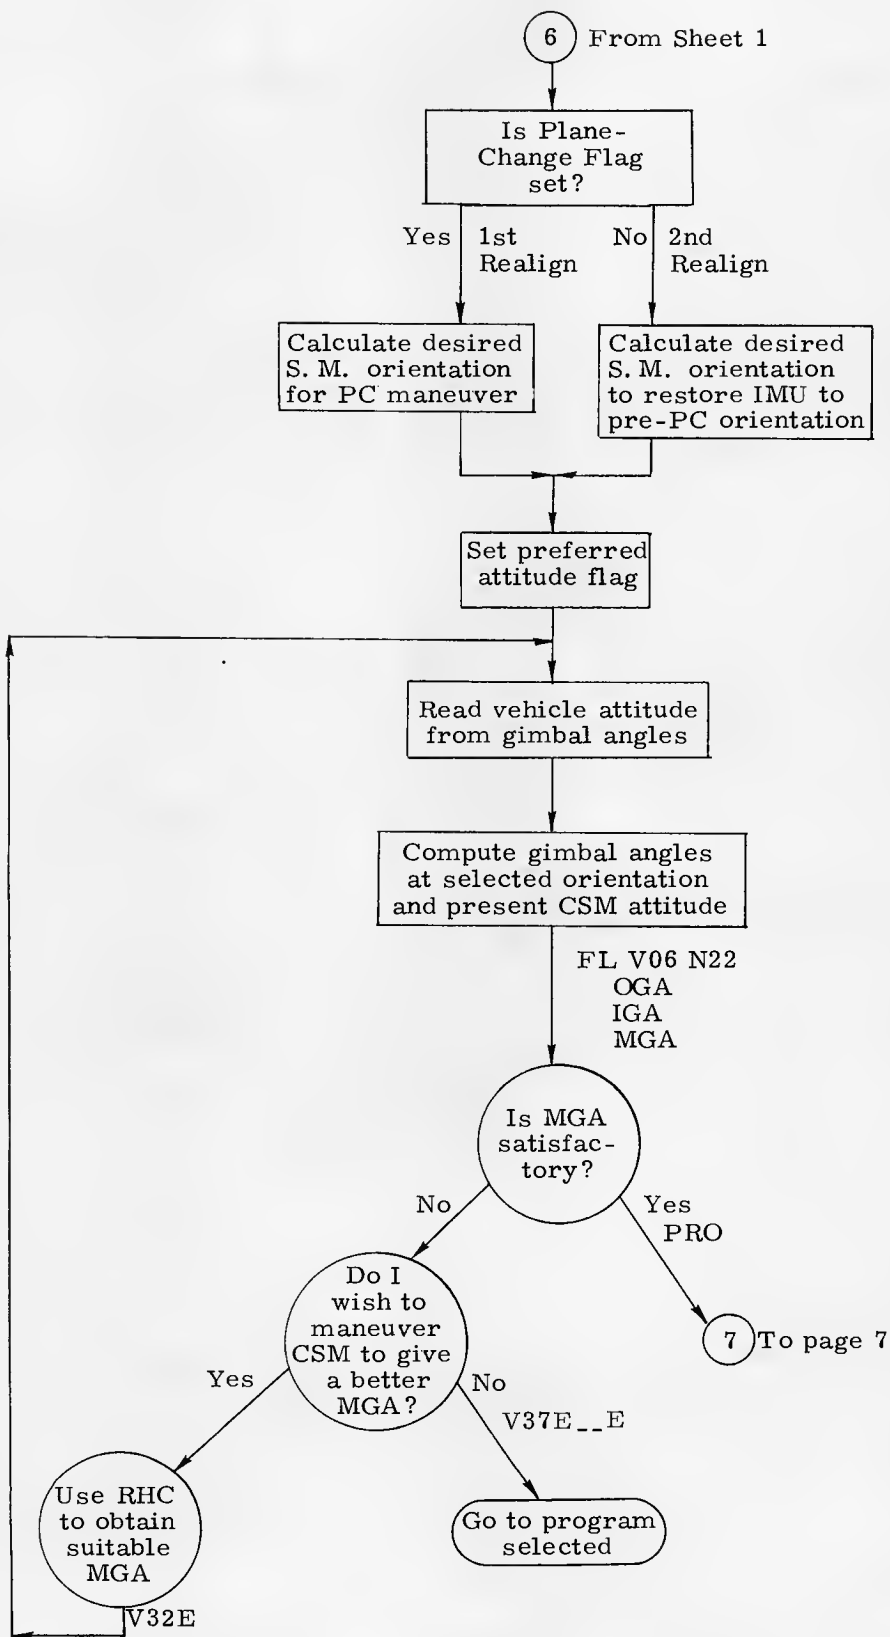 6 From Sheet 1
Is Plane-
Change Flag
set?
Yes 1st
Realign
No 2nd
Realign
Calculate desired
S. M. orientation
for PC maneuver
Calculate desired
S. M. orientation
to restore IMU to
pre-PC orientation
Set preferred
attitude flag
Read vehicle attitude
from gimbal angles
Compute gimbal angles
at selected orientation
and present CSM attitude
FL V06 N22
OGA
IGA
MGA
Is MGA
satisfac-
tory?
No
Yes
PRO
Do I
wish to
maneuver
CSM to give
a better
MGA?
7 To page 7
Yes
No
V37E__E
Use RHC
to obtain
suitable
MGA
Go to program
selected
V32E